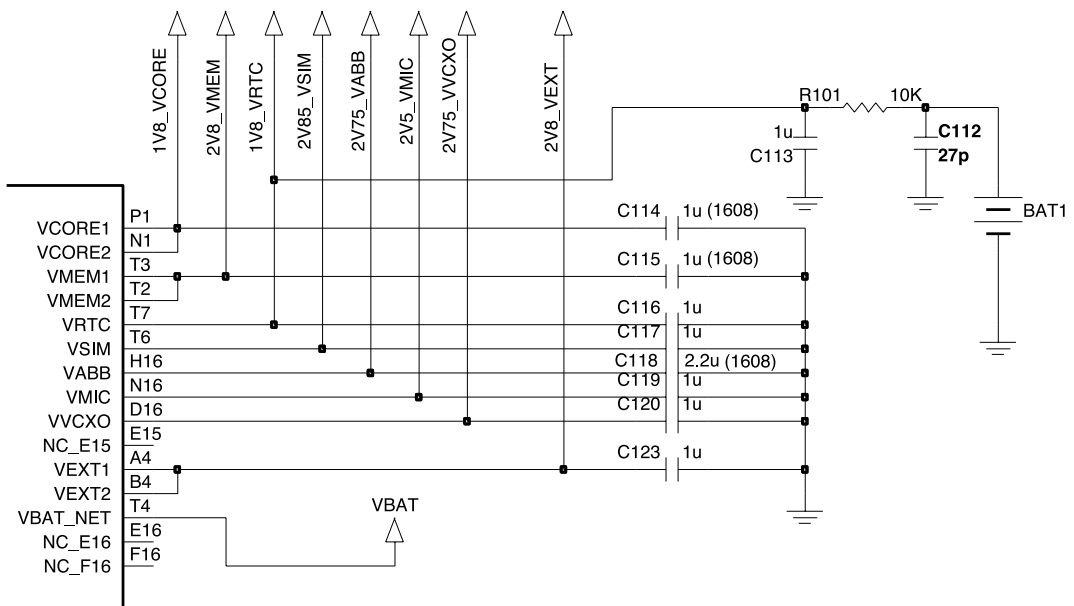 1V8_VCORE
2V8_VMEM
1V8_VRTC
2V85_VSIM
2V75_VABB
2V5_VMIC
2V75_VVCXO
2V8_VEXT
R101 10K
1u
C113
C112
27p
BAT1
VCORE1 P1
VCORE2 N1
VMEM1 T3
VMEM2 T2
VRTC T7
VSIM T6
VABB H16
VMIC N16
VVCXO D16
NC_E15 E15
VEXT1 A4
VEXT2 B4
VBAT_NET T4
NC_E16 E16
NC_F16 F16
C114 1u (1608)
C115 1u (1608)
C116 1u
C117 1u
C118 2.2u (1608)
C119 1u
C120 1u
C123 1u
VBAT